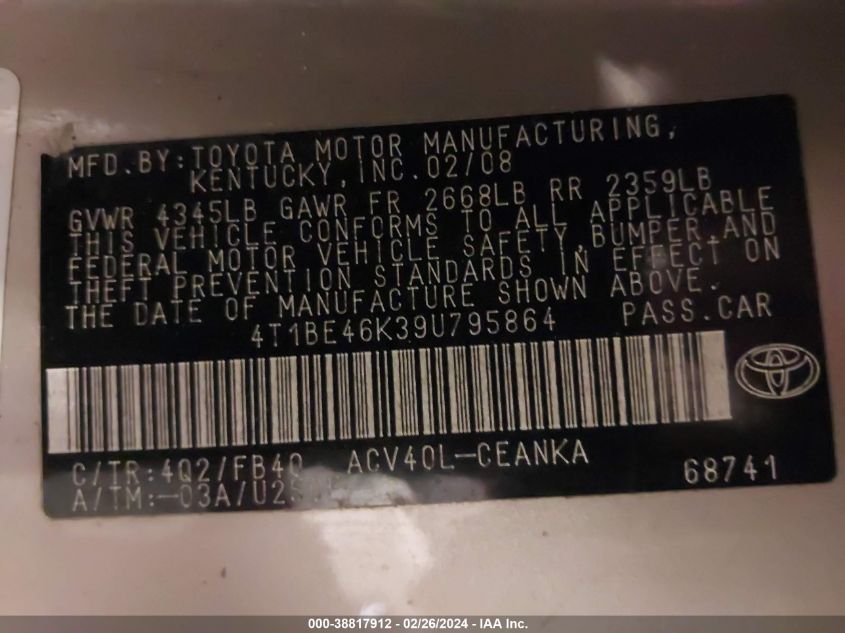 MFD.BY:TOYOTA MOTOR MANUFACTURING,
KENTUCKY,INC.02/08
GVWR 4345LB GAWR FR 2668LB RR 2359LB
THIS VEHICLE CONFORMS TO ALL APPLICABLE
FEDERAL MOTOR VEHICLE SAFETY,BUMPER,AND
THEFT PREVENTION STANDARDS IN EFFECT ON
THE DATE OF MANUFACTURE SHOWN ABOVE.
4T1BE46K39U795864 PASS.CAR
C/TR:4Q2/FB40 ACV40L-CEANKA 68741
A/TM:-03A/
000-38817912 - 02/26/2024 - IAA Inc.